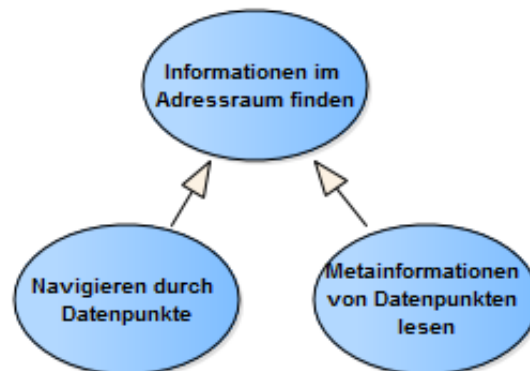 Informationen im
Adressraum finden
Navigieren durch
Datenpunkte
Metainformationen
von Datenpunkten
lesen